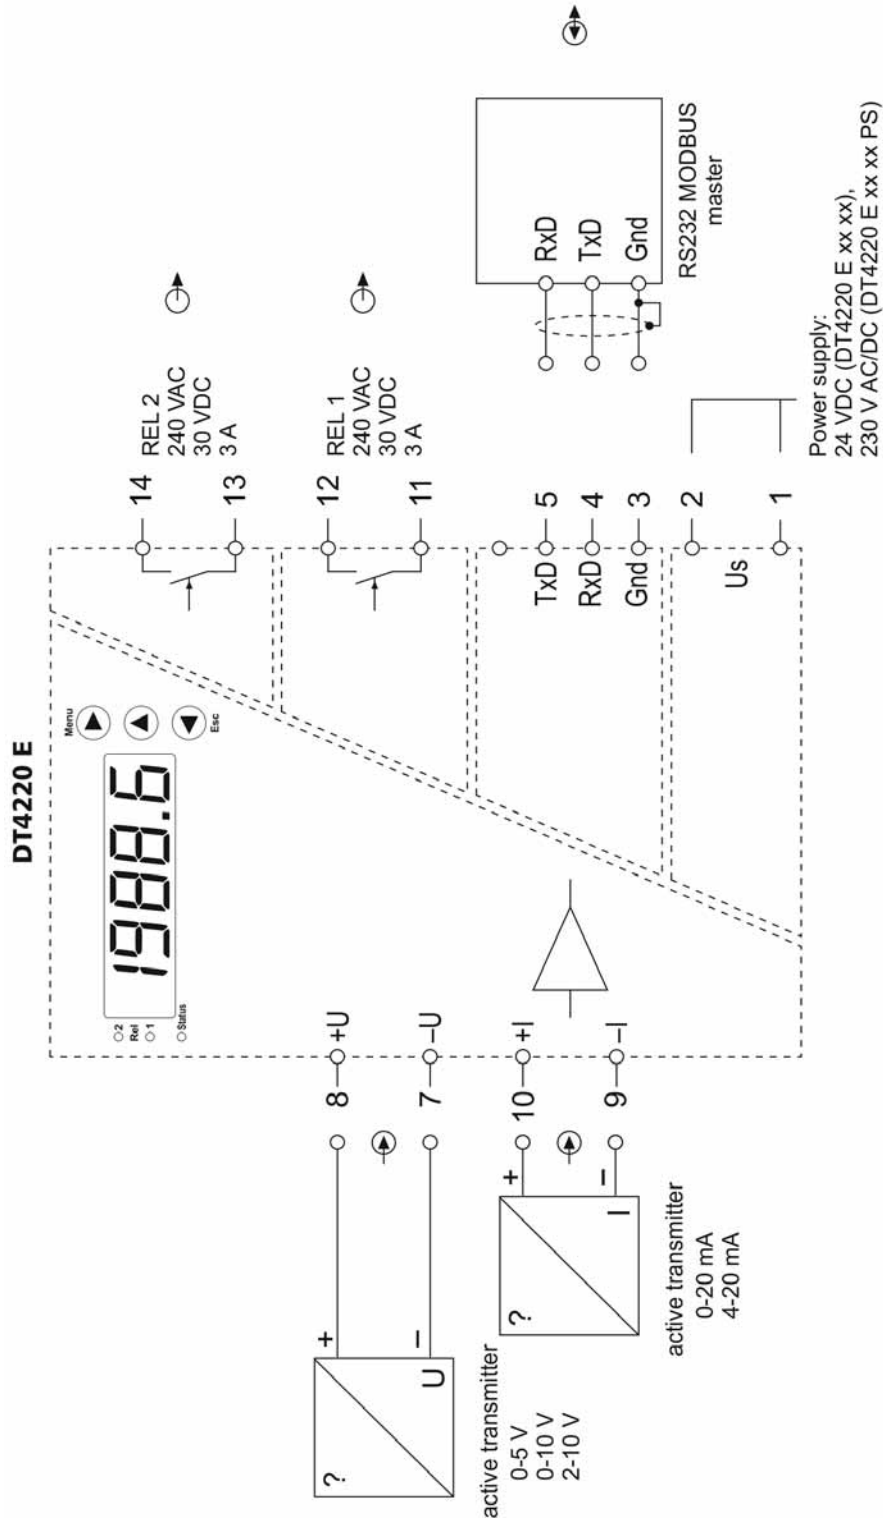 DT4220 E
2
Rel
1
Status
1988.6
Menu
Esc
?
U
+
–
active transmitter
0-5 V
0-10 V
2-10 V
8
+U
7
–U
?
I
+
–
active transmitter
0-20 mA
4-20 mA
10
+I
9
–I
14
13
REL 2
240 VAC
30 VDC
3 A
12
11
REL 1
240 VAC
30 VDC
3 A
TxD
5
RxD
4
Gnd
3
RxD
TxD
Gnd
RS232 MODBUS
master
Us
2
1
Power supply:
24 VDC (DT4220 E xx xx),
230 V AC/DC (DT4220 E xx xx PS)